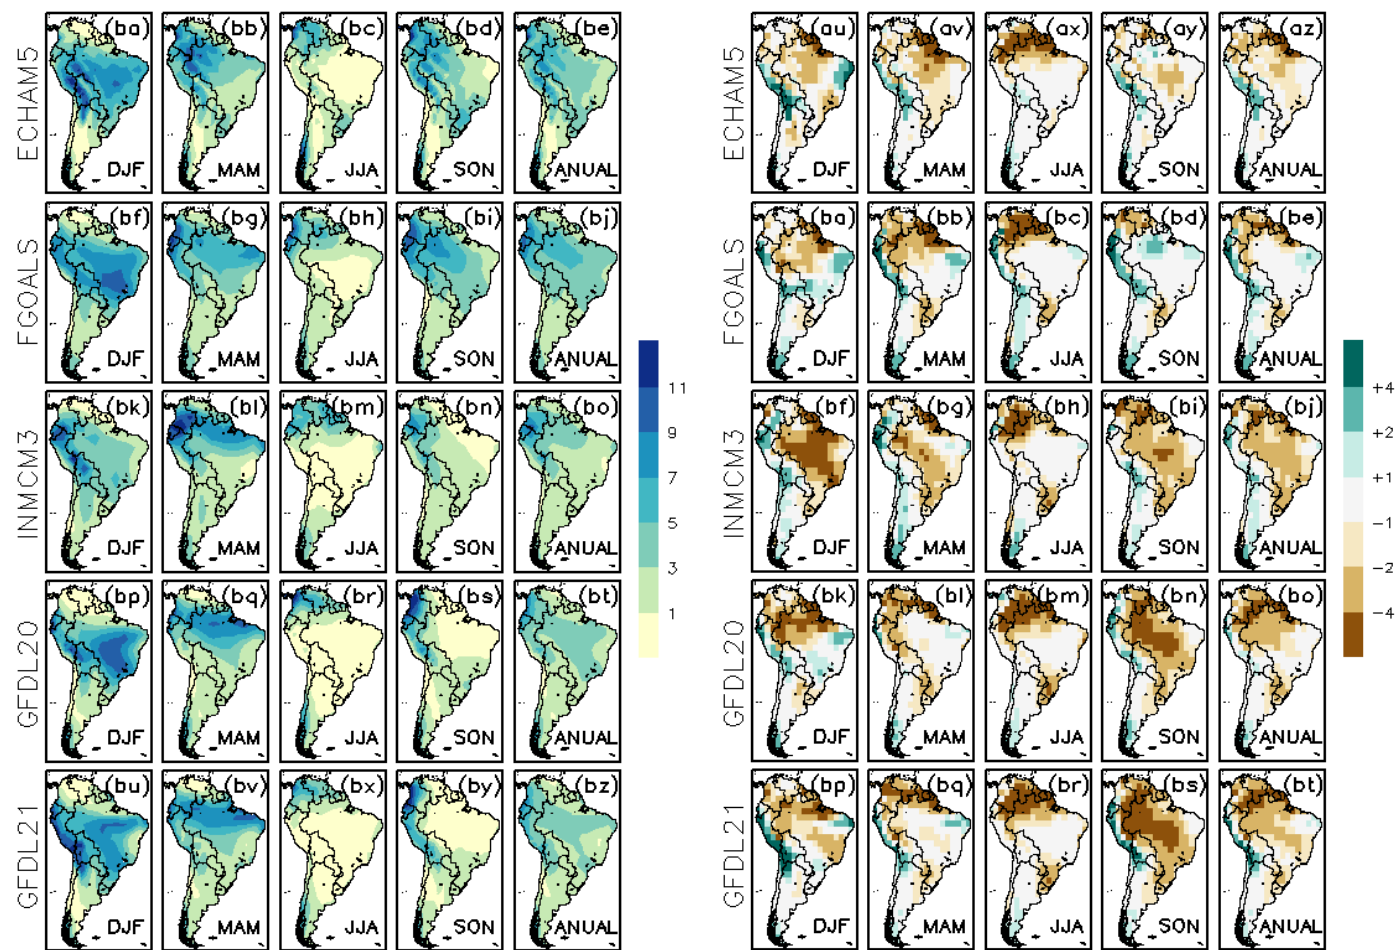 (ba) (bb) (bc) (bd) (be) (au) (av) (ax) (ay) (az)
ECHAM5 ECHAM5
DJF MAM JJA SON ANUAL DJF MAM JJA SON ANUAL
(bf) (bg) (bh) (bi) (bj) (ba) (bb) (bc) (bd) (be)
FGOALS FGOALS
DJF MAM JJA SON ANUAL DJF MAM JJA SON ANUAL
(bk) (bl) (bm) (bn) (bo) (bf) (bg) (bh) (bi) (bj)
INMCM3 INMCM3
DJF MAM JJA SON ANUAL DJF MAM JJA SON ANUAL
(bp) (bq) (br) (bs) (bt) (bk) (bl) (bm) (bn) (bo)
GFDL20 GFDL20
DJF MAM JJA SON ANUAL DJF MAM JJA SON ANUAL
(bu) (bv) (bx) (by) (bz) (bp) (bq) (br) (bs) (bt)
GFDL21 GFDL21
DJF MAM JJA SON ANUAL DJF MAM JJA SON ANUAL
11
9
7
5
3
1
+4
+2
+1
-1
-2
-4